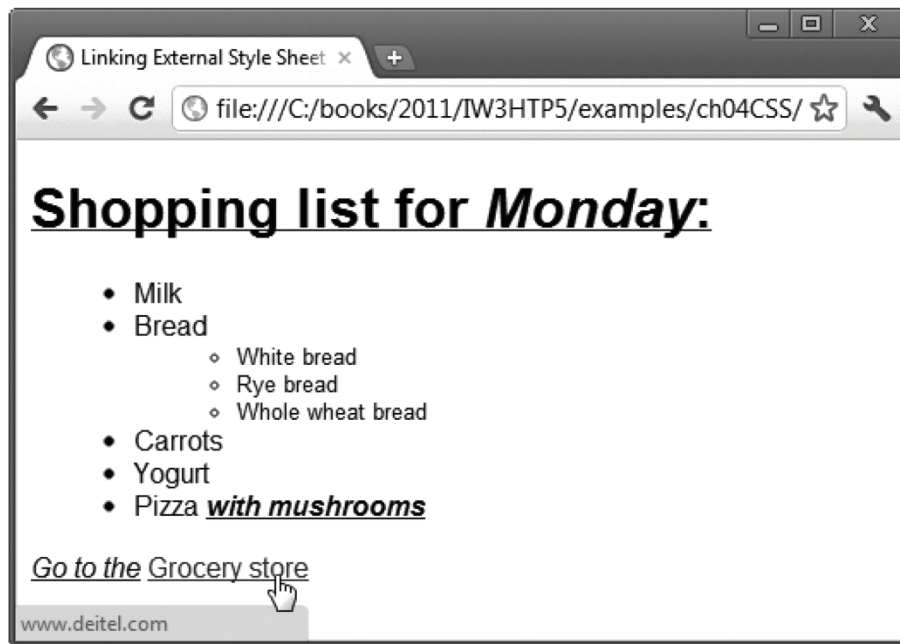 Linking External Style Sheet
file:///C:/books/2011/IW3HTP5/examples/ch04CSS/
Shopping list for Monday:
Milk
Bread
White bread
Rye bread
Whole wheat bread
Carrots
Yogurt
Pizza with mushrooms
Go to the Grocery store
www.deitel.com